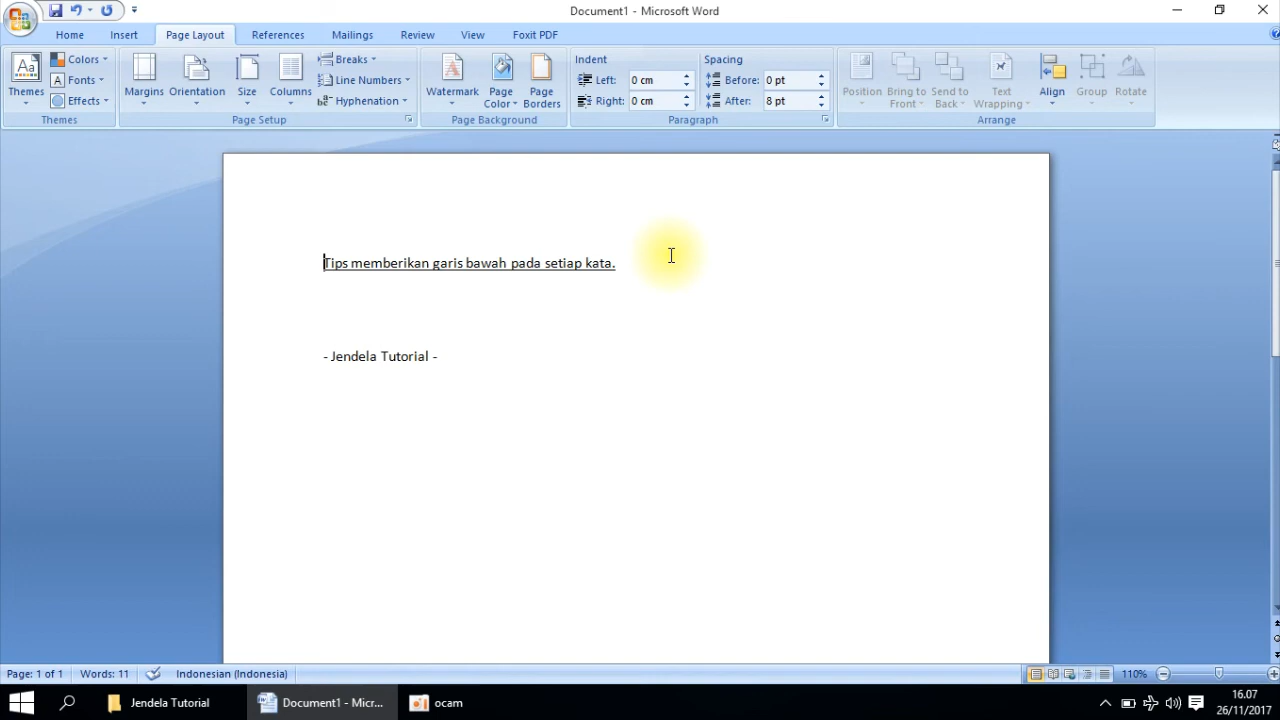 Document1 - Microsoft Word
Home Insert Page Layout References Mailings Review View Foxit PDF
Themes
Colors
Fonts
Effects
Themes
Margins
Orientation
Size
Columns
Breaks
Line Numbers
Hyphenation
Page Setup
Watermark
Page Color
Page Borders
Page Background
Indent
Left: 0 cm
Right: 0 cm
Spacing
Before: 0 pt
After: 8 pt
Paragraph
Position
Bring to Front
Send to Back
Text Wrapping
Align
Group
Rotate
Arrange
Tips memberikan garis bawah pada setiap kata.
- Jendela Tutorial -
Page: 1 of 1 Words: 11 Indonesian (Indonesia) 110%
Jendela Tutorial Document1 - Micr... ocam
16.07
26/11/2017